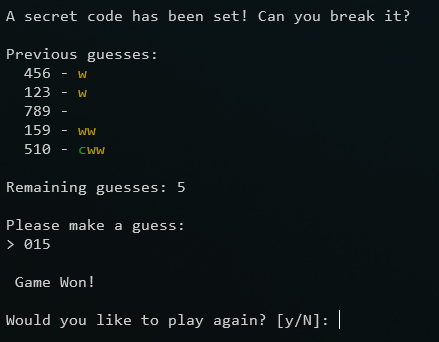 A secret code has been set! Can you break it?
Previous guesses:
456 - w
123 - w
789 -
159 - ww
510 - cww
Remaining guesses: 5
Please make a guess:
> 015
Game Won!
Would you like to play again? [y/N]: